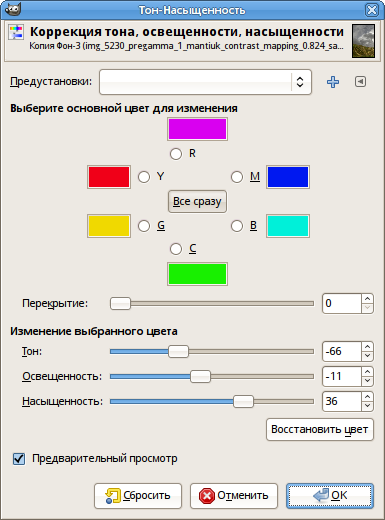 Тон-Насыщенность
Коррекция тона, освещенности, насыщенности
Копия Фон-3 (img_5230_pregamma_1_mantiuk_contrast_mapping_0.824_sa...
Предустановки:
Выберите основной цвет для изменения
R
Y
M
Все сразу
G
B
C
Перекрытие:
0
Изменение выбранного цвета
Тон:
-66
Освещенность:
-11
Насыщенность:
36
Восстановить цвет
Предварительный просмотр
Сбросить
Отменить
OK